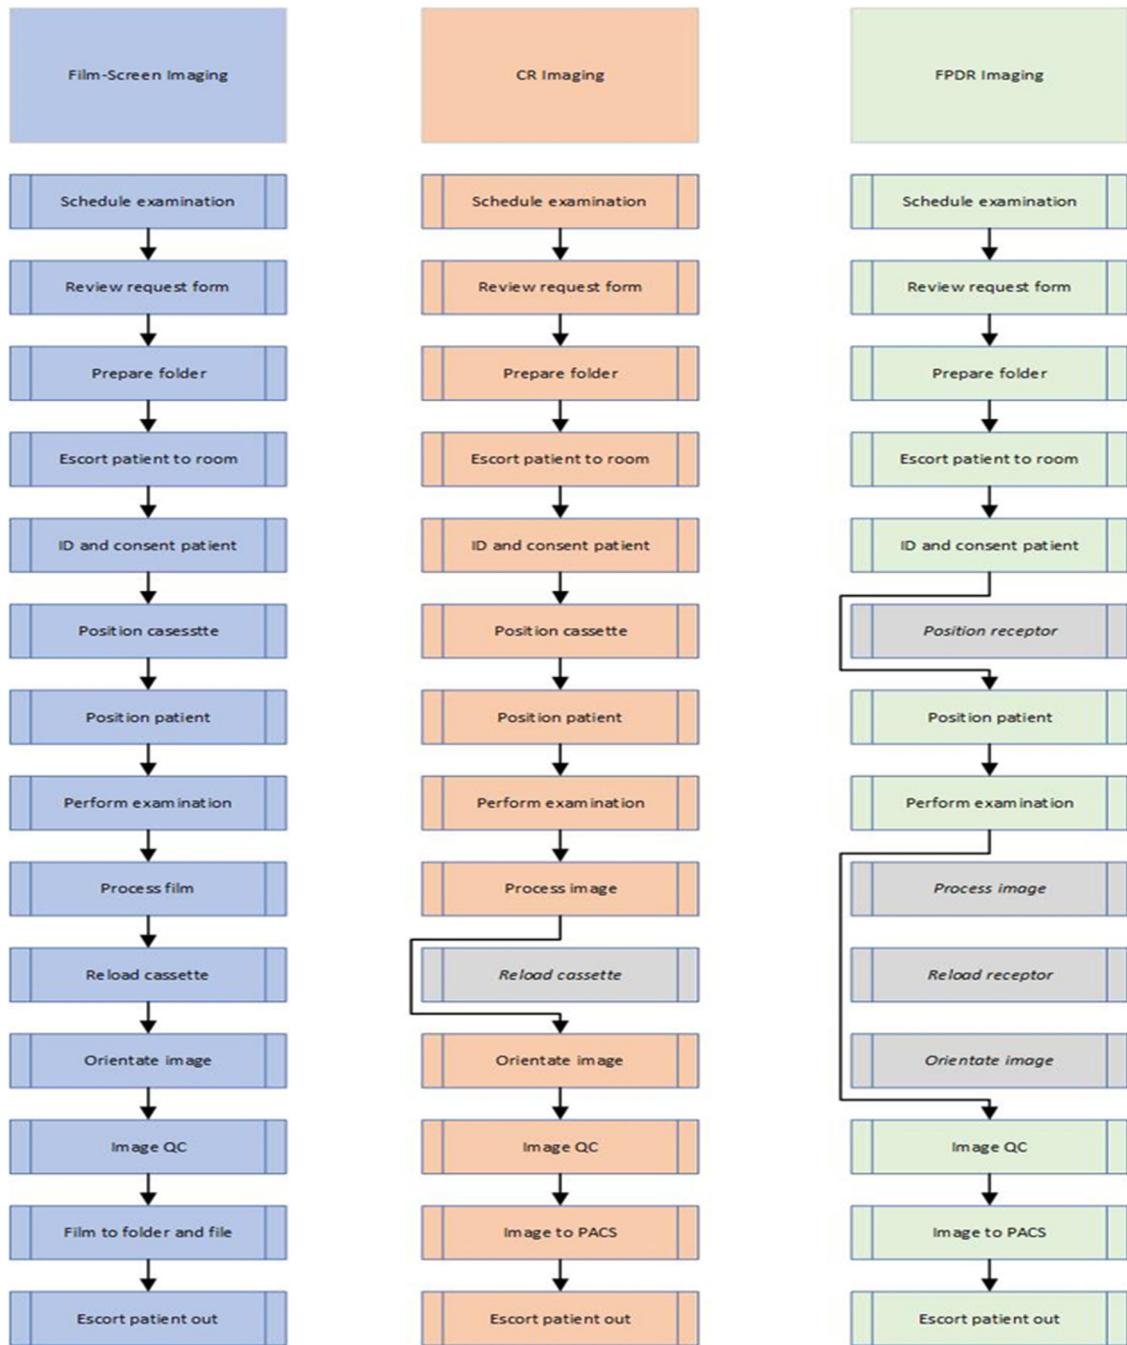 Film-Screen Imaging
Schedule examination
Review request form
Prepare folder
Escort patient to room
ID and consent patient
Position casesstte
Position patient
Perform examination
Process film
Reload cassette
Orientate image
Image QC
Film to folder and file
Escort patient out
CR Imaging
Schedule examination
Review request form
Prepare folder
Escort patient to room
ID and consent patient
Position cassette
Position patient
Perform examination
Process image
Reload cassette
Orientate image
Image QC
Image to PACS
Escort patient out
FPDR Imaging
Schedule examination
Review request form
Prepare folder
Escort patient to room
ID and consent patient
Position receptor
Position patient
Perform examination
Process image
Reload receptor
Orientate image
Image QC
Image to PACS
Escort patient out